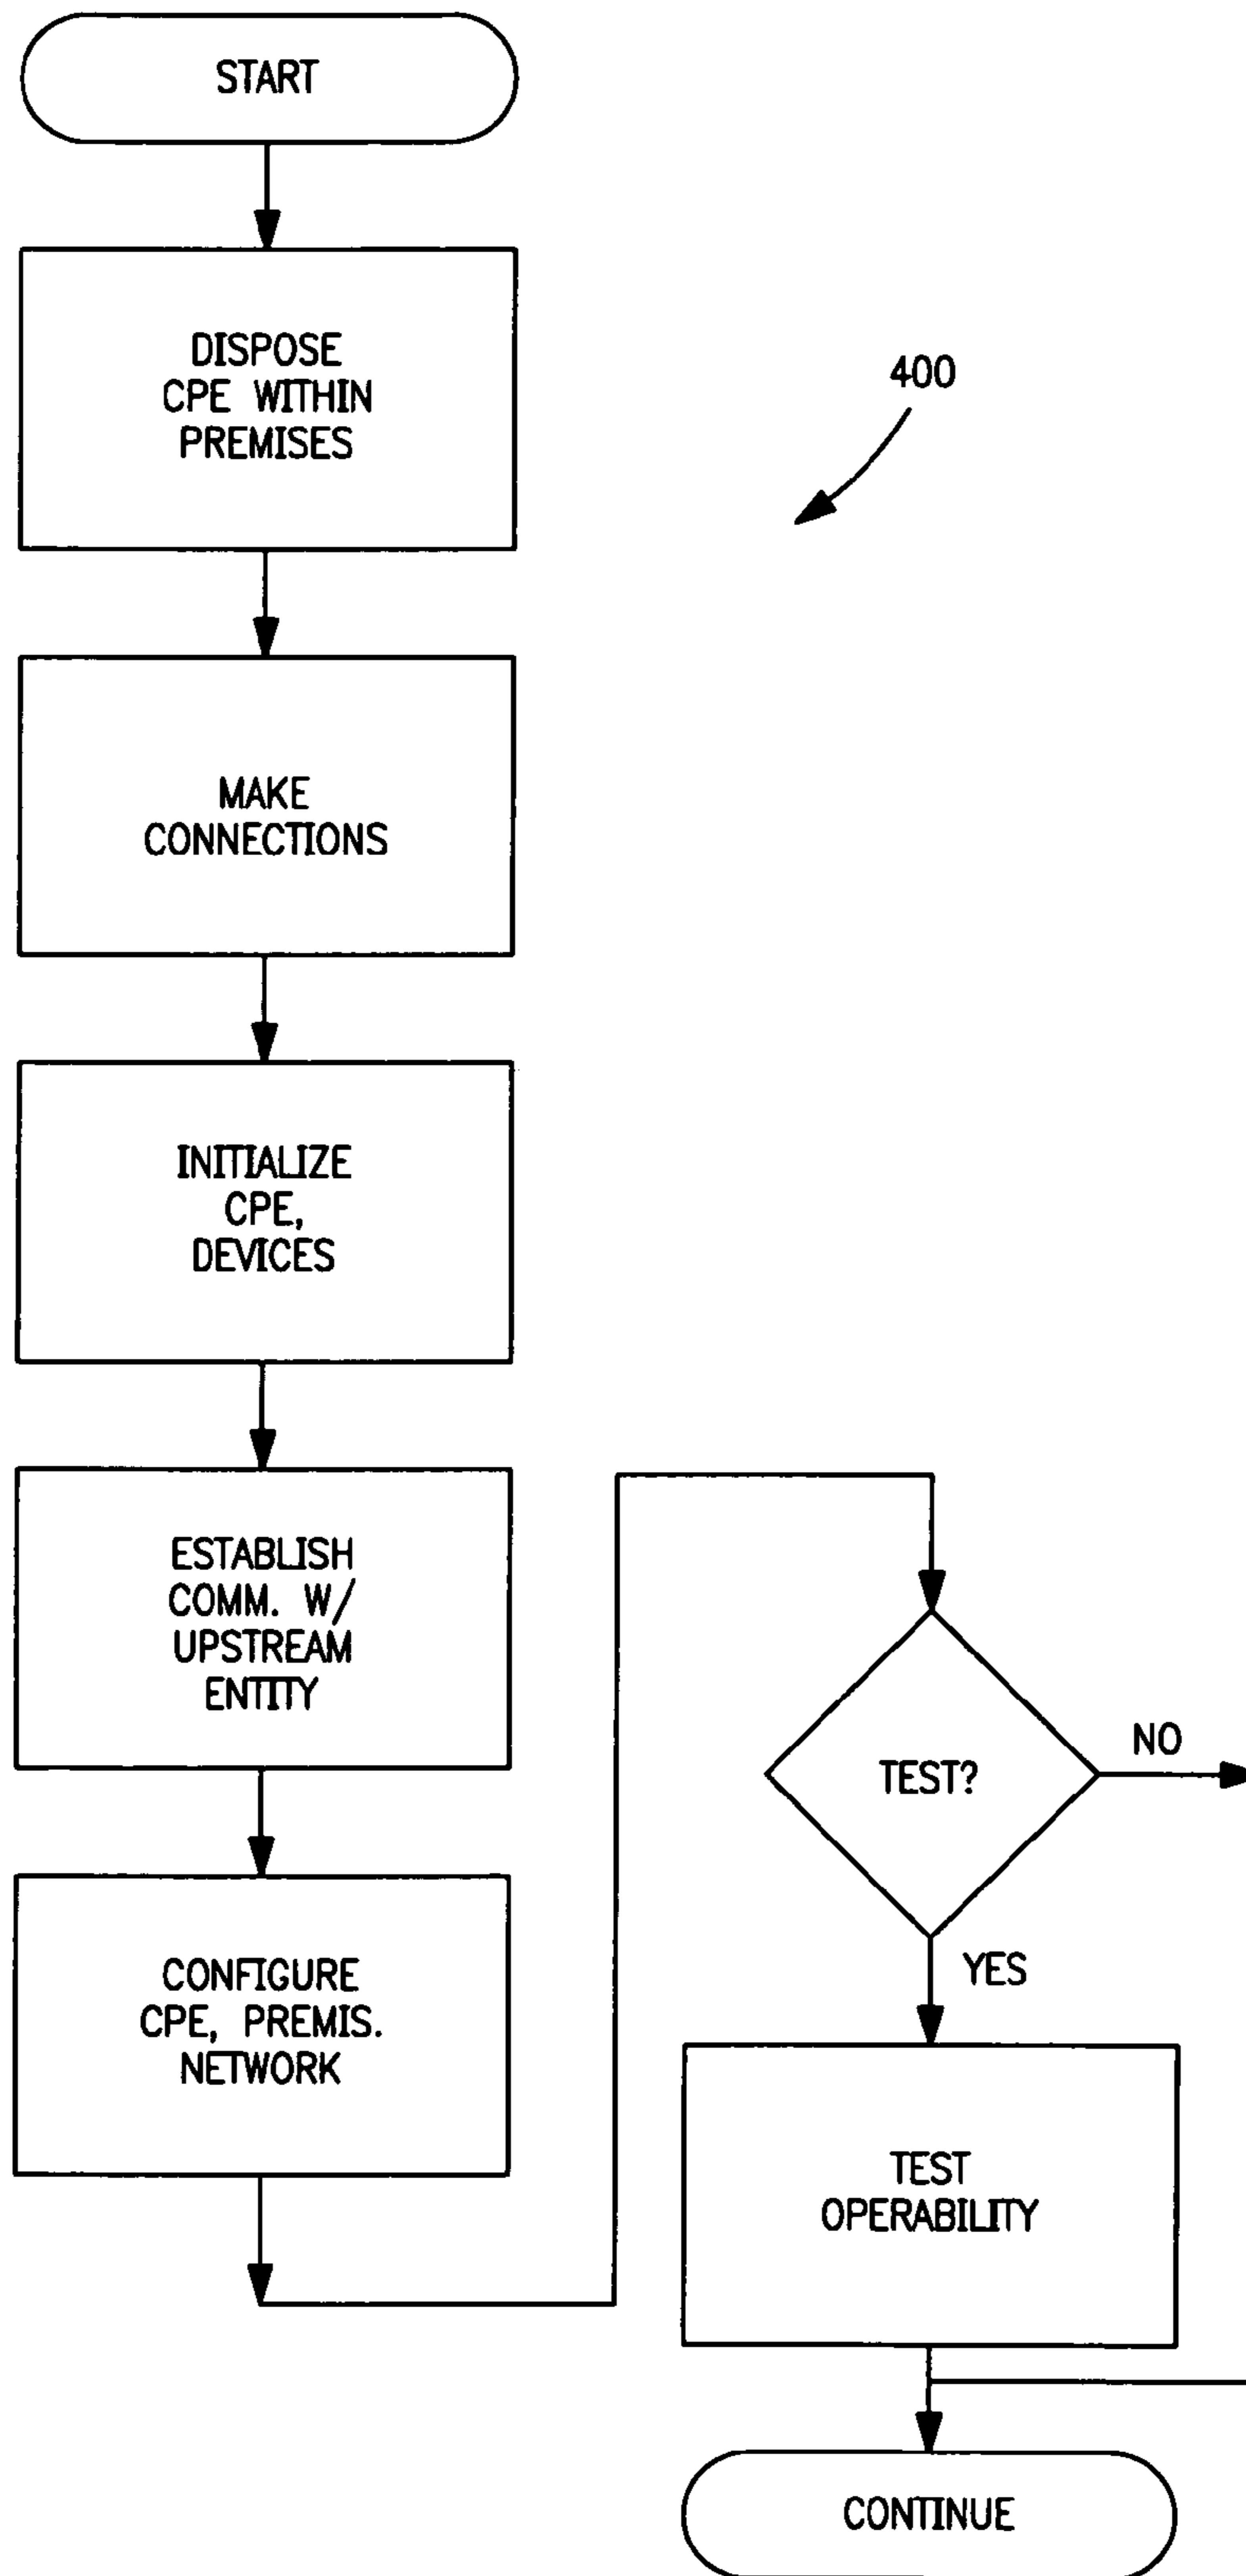 START
DISPOSE
CPE WITHIN
PREMISES
400
MAKE
CONNECTIONS
INITIALIZE
CPE,
DEVICES
ESTABLISH
COMM. W/
UPSTREAM
ENTITY
CONFIGURE
CPE, PREMIS.
NETWORK
TEST?
NO
YES
TEST
OPERABILITY
CONTINUE